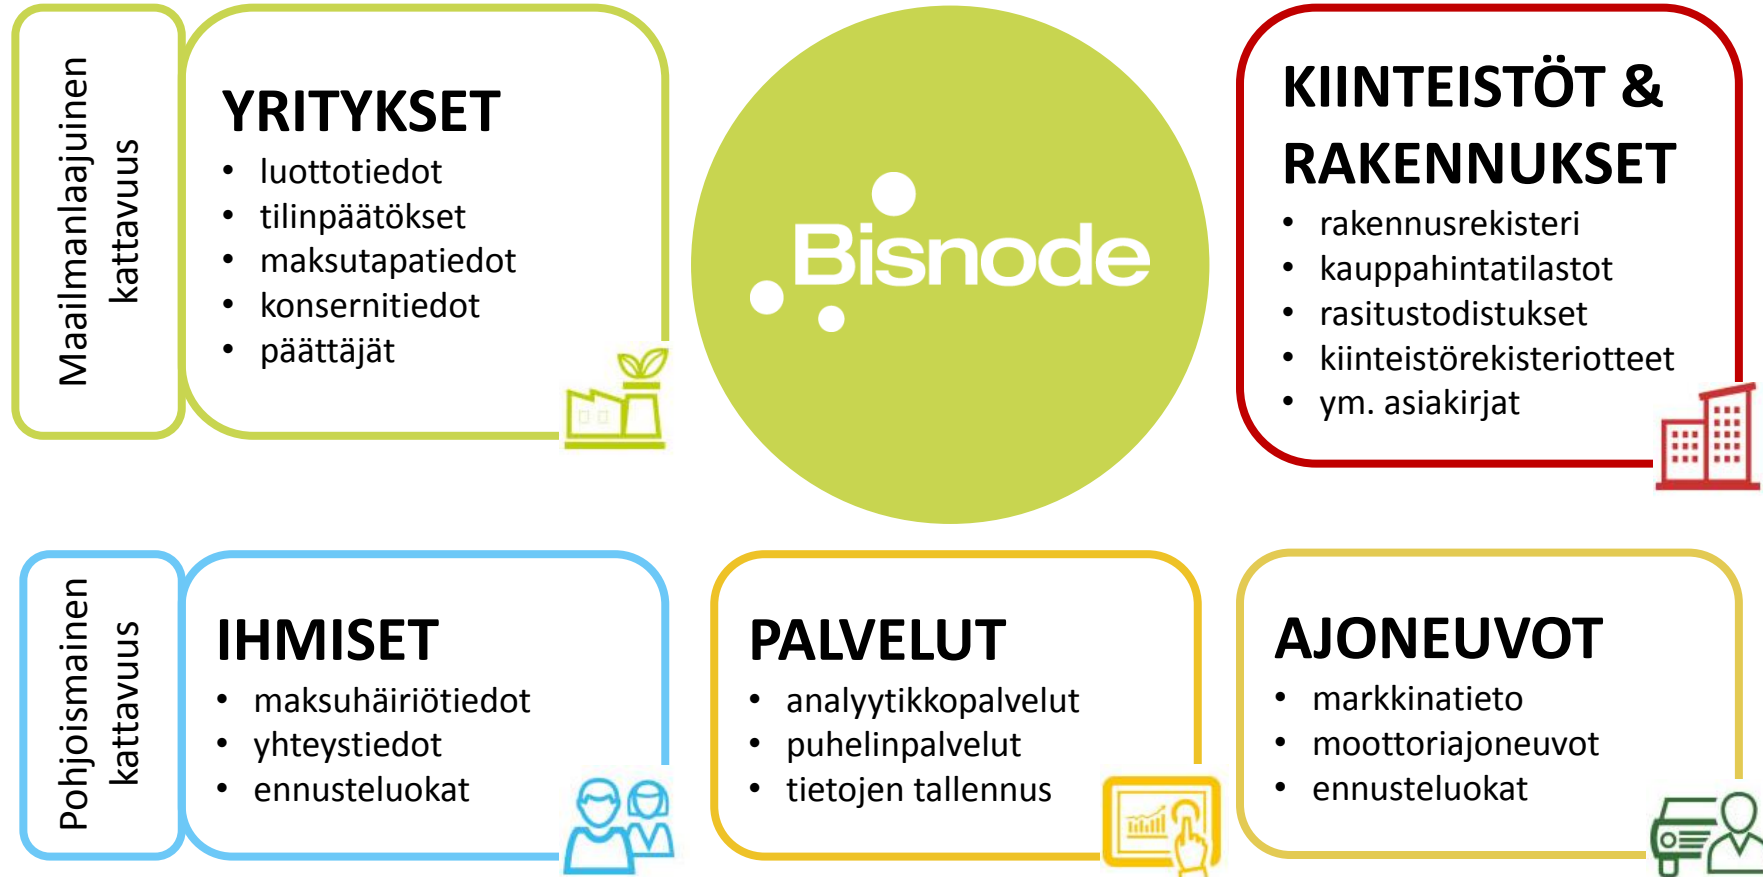 Maailmanlaajuinen
kattavuus
YRITYKSET
• luottotiedot
• tilinpäätökset
• maksutapatiedot
• konsernitiedot
• päättäjät
Bisnode
KIINTEISTÖT &
RAKENNUKSET
• rakennusrekisteri
• kauppahintatilastot
• rasitustodistukset
• kiinteistörekisteriotteet
• ym. asiakirjat
Pohjoismainen
kattavuus
IHMISET
• maksuhäiriötiedot
• yhteystiedot
• ennusteluokat
PALVELUT
• analyytikkopalvelut
• puhelinpalvelut
• tietojen tallennus
AJONEUVOT
• markkinatieto
• moottoriajoneuvot
• ennusteluokat